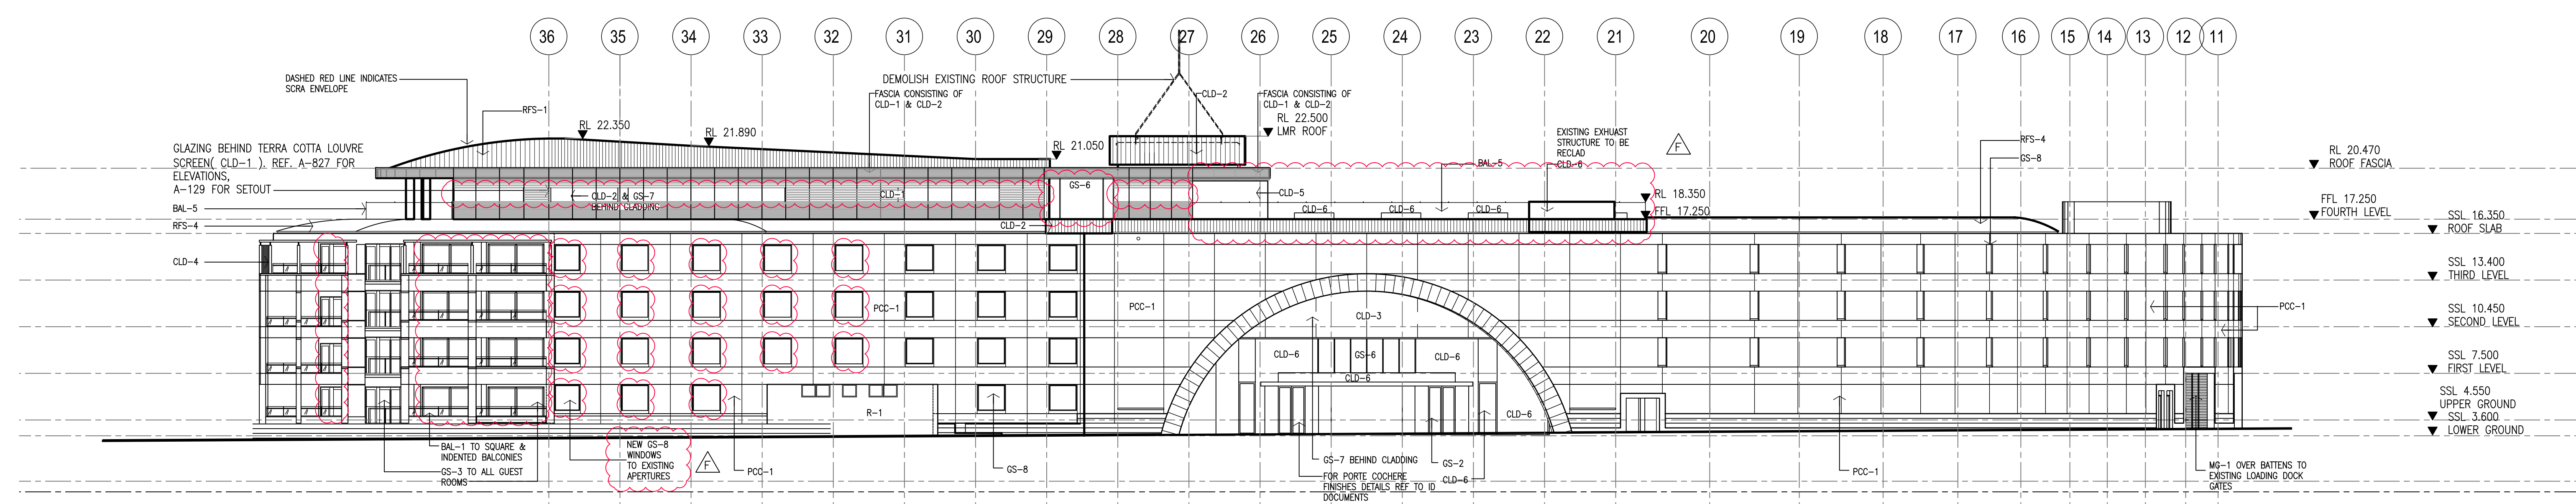 36
35
34
33
32
31
30
29
28
27
26
25
24
23
22
21
20
19
18
17
16
15
14
13
12
11
DASHED RED LINE INDICATES
SCRA ENVELOPE
RFS-1
RL 22.350
RL 21.890
FASCIA CONSISTING OF
CLD-1 & CLD-2
DEMOLISH EXISTING ROOF STRUCTURE
RL 21.050
CLD-2
FASCIA CONSISTING OF
CLD-1 & CLD-2
RL 22.500
LMR ROOF
EXISTING EXHUAST
STRUCTURE TO BE
RECLAD
CLD-6
F
BAL-5
RFS-4
GS-8
RL 20.470
ROOF FASCIA
GLAZING BEHIND TERRA COTTA LOUVRE
SCREEN( CLD-1 ). REF. A-827 FOR
ELEVATIONS,
A-129 FOR SETOUT
BAL-5
RFS-4
CLD-4
CLD-2 & GS-7
BEHIND CLADDING
CLD-1
GS-6
CLD-2
CLD-5
CLD-6
CLD-6
CLD-6
RL 18.350
FFL 17.250
FFL 17.250
FOURTH LEVEL
SSL 16.350
ROOF SLAB
SSL 13.400
THIRD LEVEL
SSL 10.450
SECOND LEVEL
SSL 7.500
FIRST LEVEL
SSL 4.550
UPPER GROUND
SSL 3.600
LOWER GROUND
PCC-1
PCC-1
PCC-1
CLD-3
CLD-6
GS-6
CLD-6
CLD-6
CLD-6
R-1
BAL-1 TO SQUARE &
INDENTED BALCONIES
GS-3 TO ALL GUEST
ROOMS
NEW GS-8
WINDOWS
TO EXISTING
APERTURES
F
PCC-1
GS-8
GS-7 BEHIND CLADDING
FOR PORTE COCHERE
FINISHES DETAILS REF TO ID
DOCUMENTS
GS-2
CLD-6
PCC-1
MG-1 OVER BATTENS TO
EXISTING LOADING DOCK
GATES